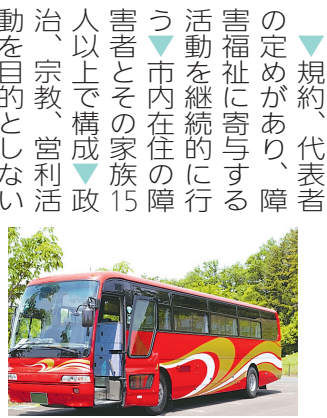 ▼規約、代表者
の定めがあり、障
害福祉に寄与する
活動を継続的に行
う▼市内在住の障
害者とその家族15
人以上で構成▼政
治、宗教、営利活
動を目的としない